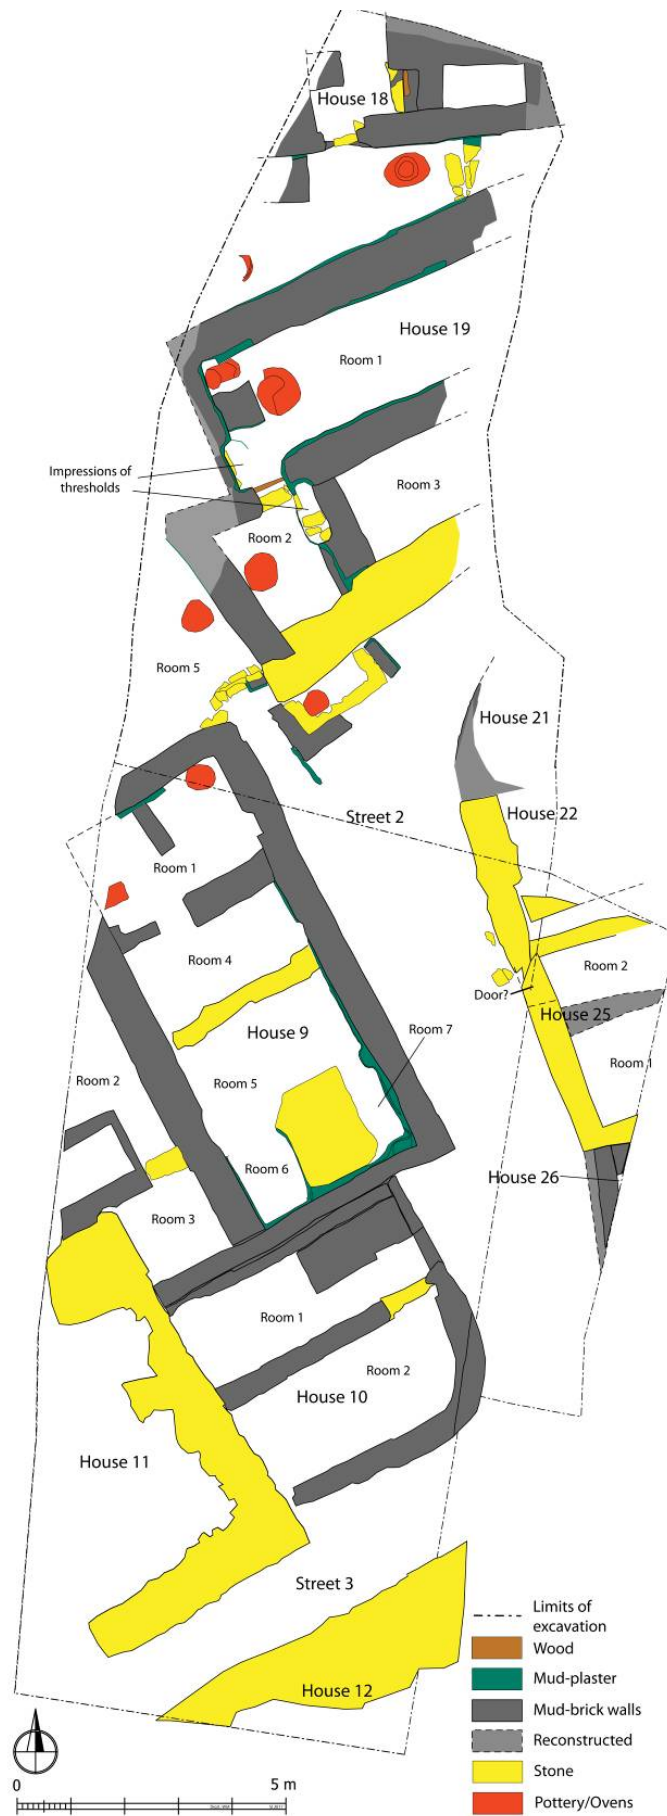 House 18
House 19
Room 1
Impressions of
thresholds
Room 3
Room 2
Room 5
House 21
House 22
Street 2
Room 1
Room 4
Room 2
Door?
House 25
House 9
Room 7
Room 1
Room 2
Room 5
Room 6
House 26
Room 3
Room 1
Room 2
House 10
House 11
Street 3
House 12
Limits of
excavation
Wood
Mud-plaster
Mud-brick walls
Reconstructed
Stone
Pottery/Ovens
0
5 m